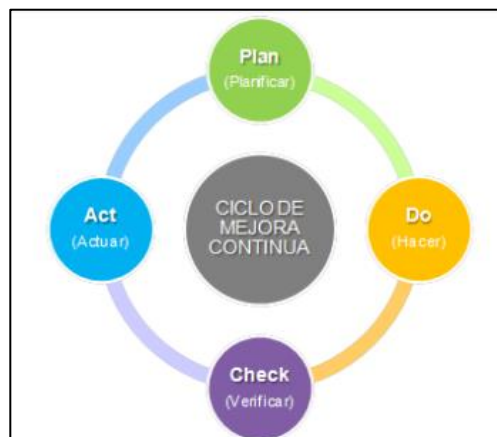 Plan
(Planificar)
Act
(Actuar)
CICLO DE
MEJORA
CONTINUA
Do
(Hacer)
Check
(Verificar)